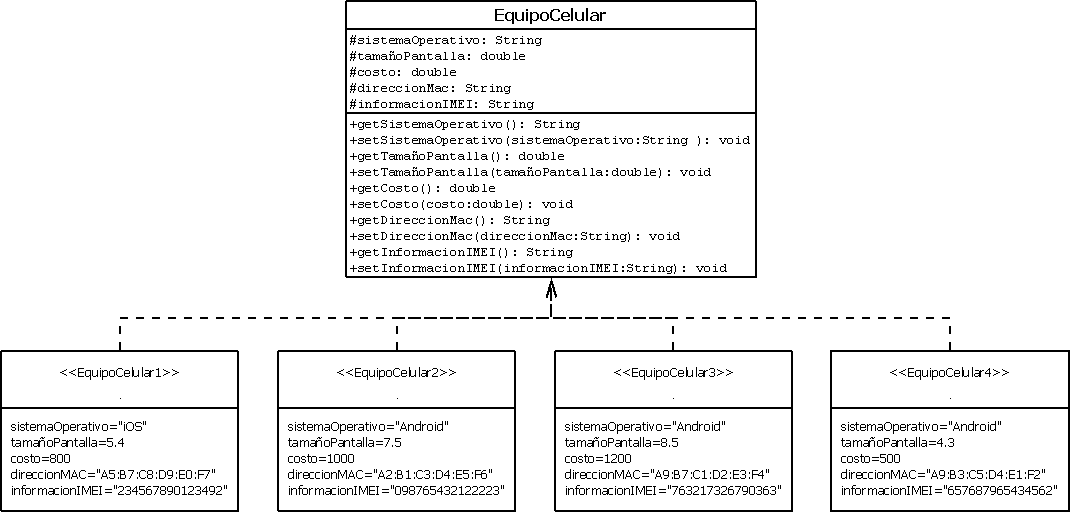 EquipoCelular
#sistemaOperativo: String
#tamañoPantalla: double
#costo: double
#direccionMac: String
#informacionIMEI: String
+getSistemaOperativo(): String
+setSistemaOperativo(sistemaOperativo:String ): void
+getTamañoPantalla(): double
+setTamañoPantalla(tamañoPantalla:double): void
+getCosto(): double
+setCosto(costo:double): void
+getDireccionMac(): String
+setDireccionMac(direccionMac:String): void
+getInformacionIMEI(): String
+setInformacionIMEI(informacionIMEI:String): void
<<EquipoCelular1>>
.
sistemaOperativo="iOS"
tamañoPantalla=5.4
costo=800
direccionMAC="A5:B7:C8:D9:E0:F7"
informacionIMEI="234567890123492"
<<EquipoCelular2>>
.
sistemaOperativo="Android"
tamañoPantalla=7.5
costo=1000
direccionMAC="A2:B1:C3:D4:E5:F6"
informacionIMEI="098765432122223"
<<EquipoCelular3>>
.
sistemaOperativo="Android"
tamañoPantalla=8.5
costo=1200
direccionMAC="A9:B7:C1:D2:E3:F4"
informacionIMEI="763217326790363"
<<EquipoCelular4>>
.
sistemaOperativo="Android"
tamañoPantalla=4.3
costo=500
direccionMAC="A9:B3:C5:D4:E1:F2"
informacionIMEI="657687965434562"